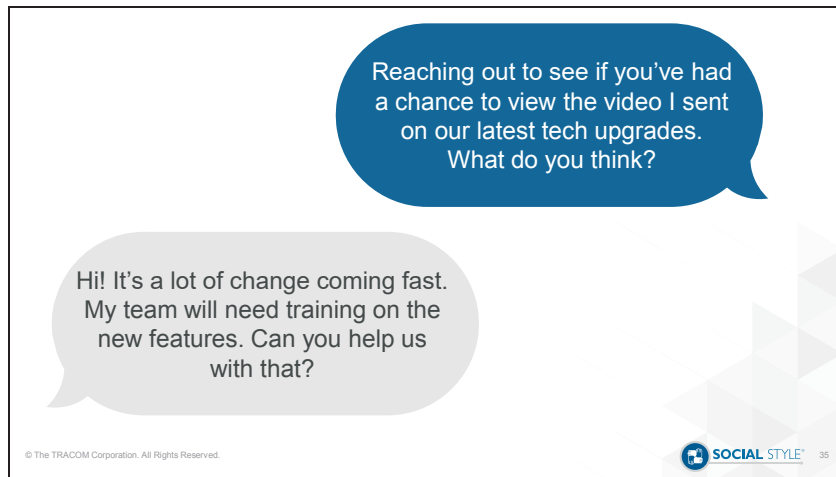 Reaching out to see if you’ve had
a chance to view the video I sent
on our latest tech upgrades.
What do you think?
Hi! It’s a lot of change coming fast.
My team will need training on the
new features. Can you help us
with that?
© The TRACOM Corporation. All Rights Reserved.
SOCIAL STYLE℠
35